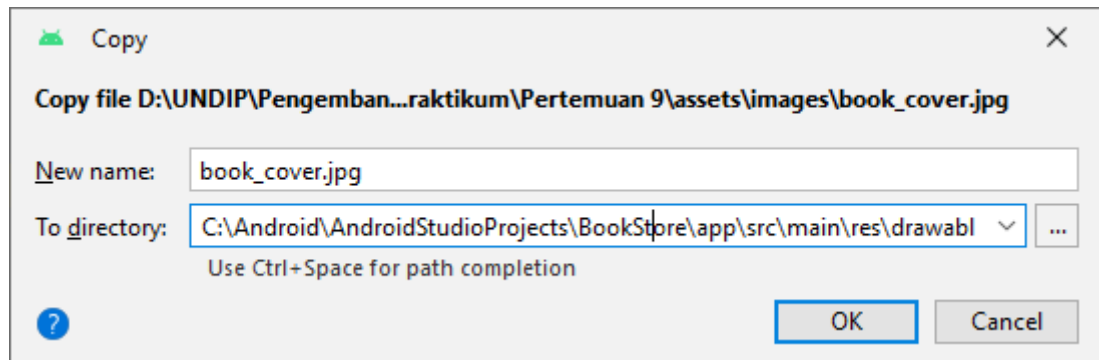 Copy
Copy file D:\UNDIP\Pengemban...raktikum\Pertemuan 9\assets\images\book_cover.jpg
New name: book_cover.jpg
To directory: C:\Android\AndroidStudioProjects\BookStore\app\src\main\res\drawabl ...
Use Ctrl+Space for path completion
? OK Cancel